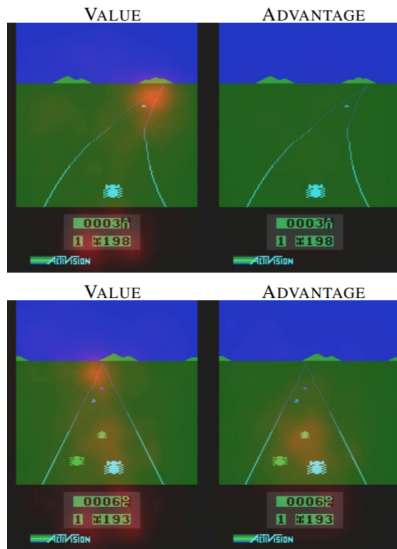 VALUE ADVANTAGE
0003 0003
1 198 1 198
ACTIVISION ACTIVISION
VALUE ADVANTAGE
0006 0006
1 193 1 193
ACTIVISION ACTIVISION